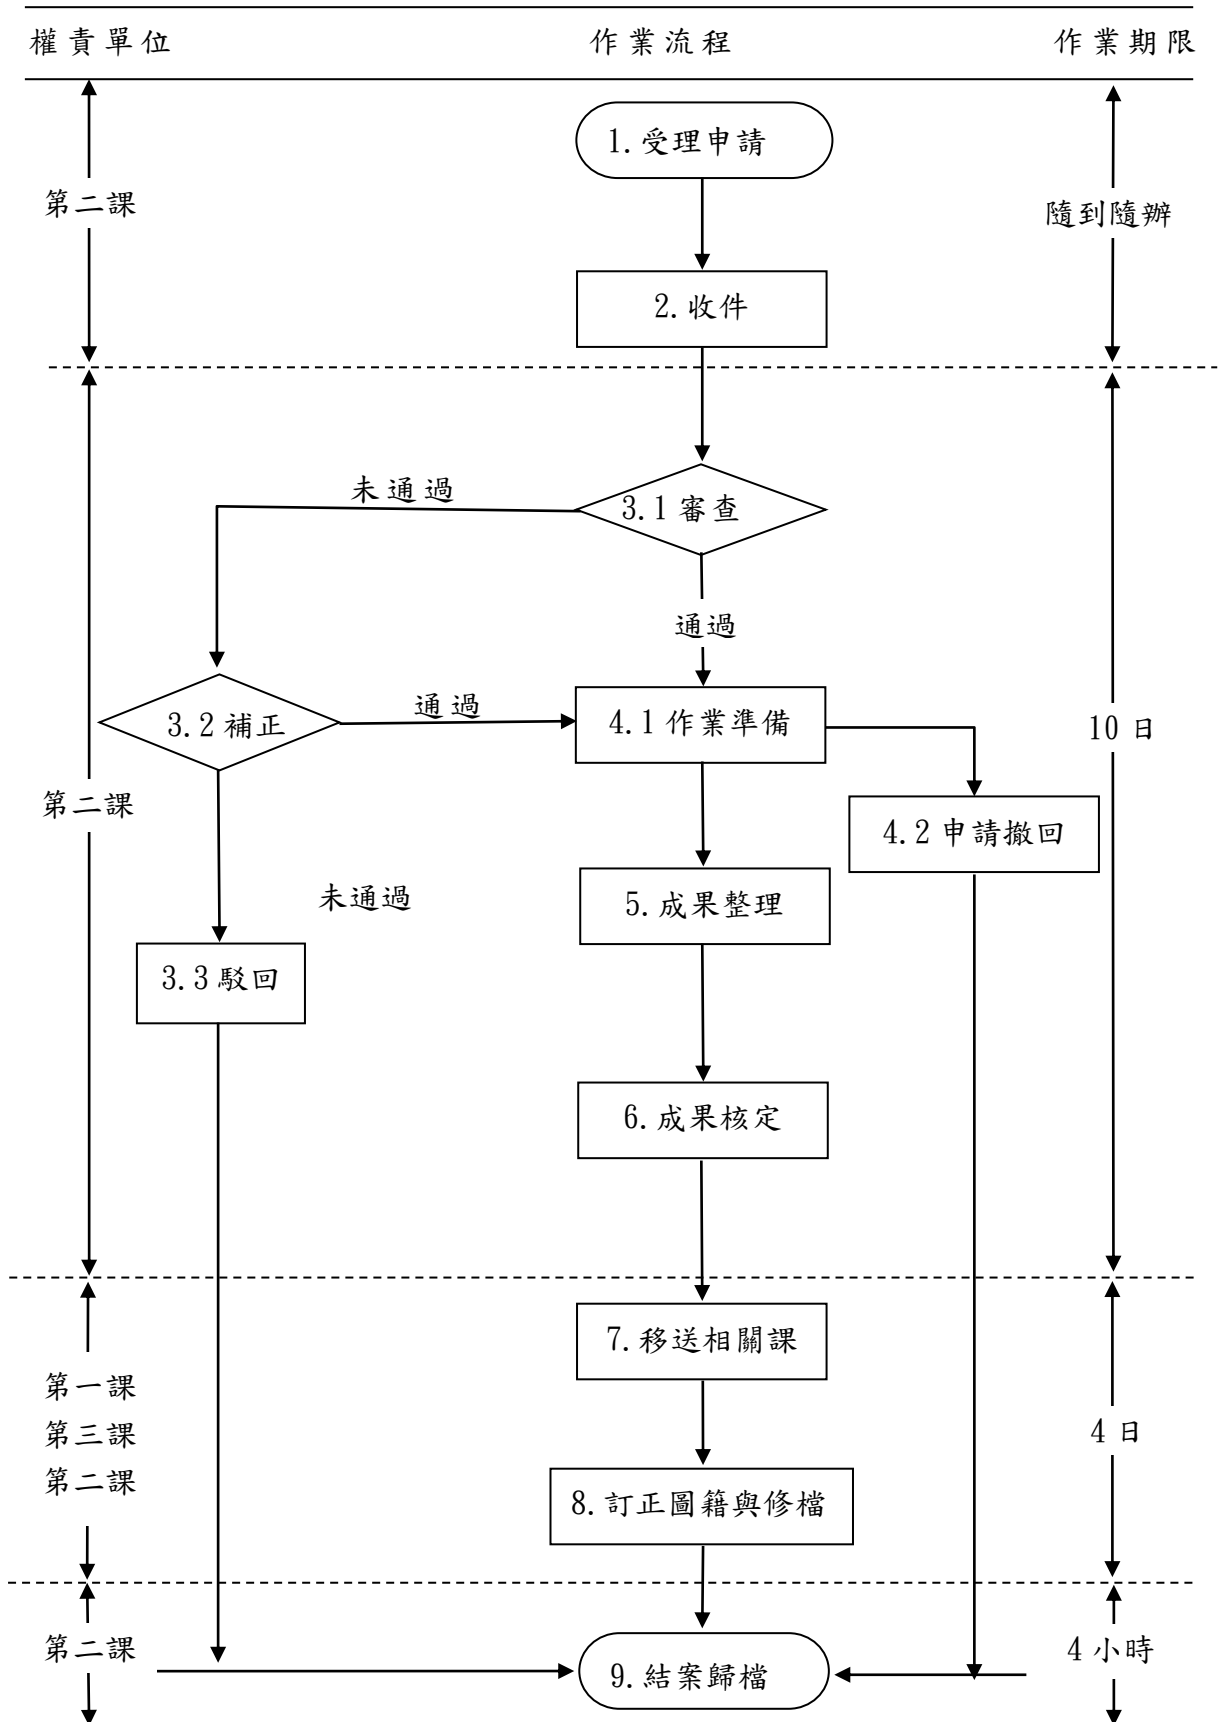 權責單位 作業流程 作業期限
1.受理申請
第二課
隨到隨辦
2.收件
未通過
3.1審查
通過
3.2補正
通過
4.1作業準備
10日
第二課
4.2申請撤回
未通過
5.成果整理
3.3駁回
6.成果核定
7.移送相關課
第一課
第三課
第二課
4日
8.訂正圖籍與修檔
第二課
4小時
9.結案歸檔